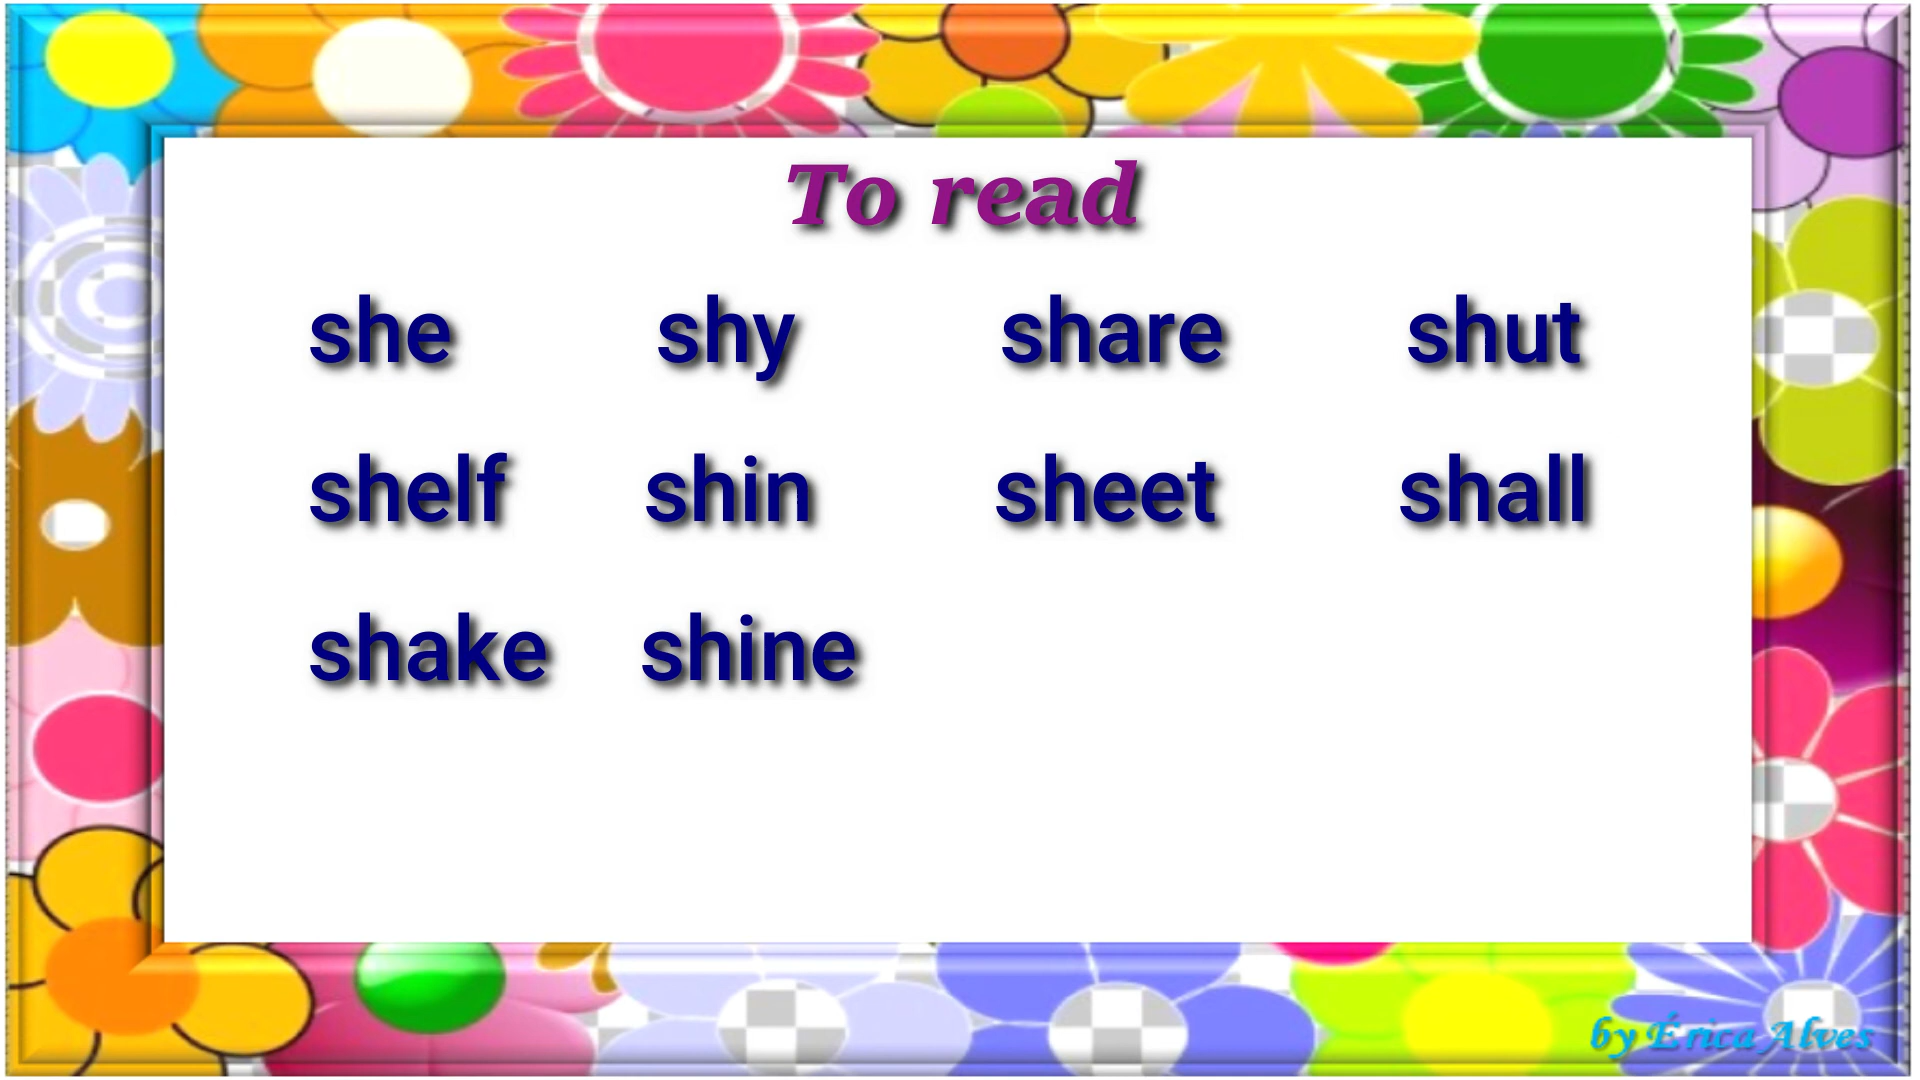 To read
she shy share shut
shelf shin sheet shall
shake shine
by Érica Alves